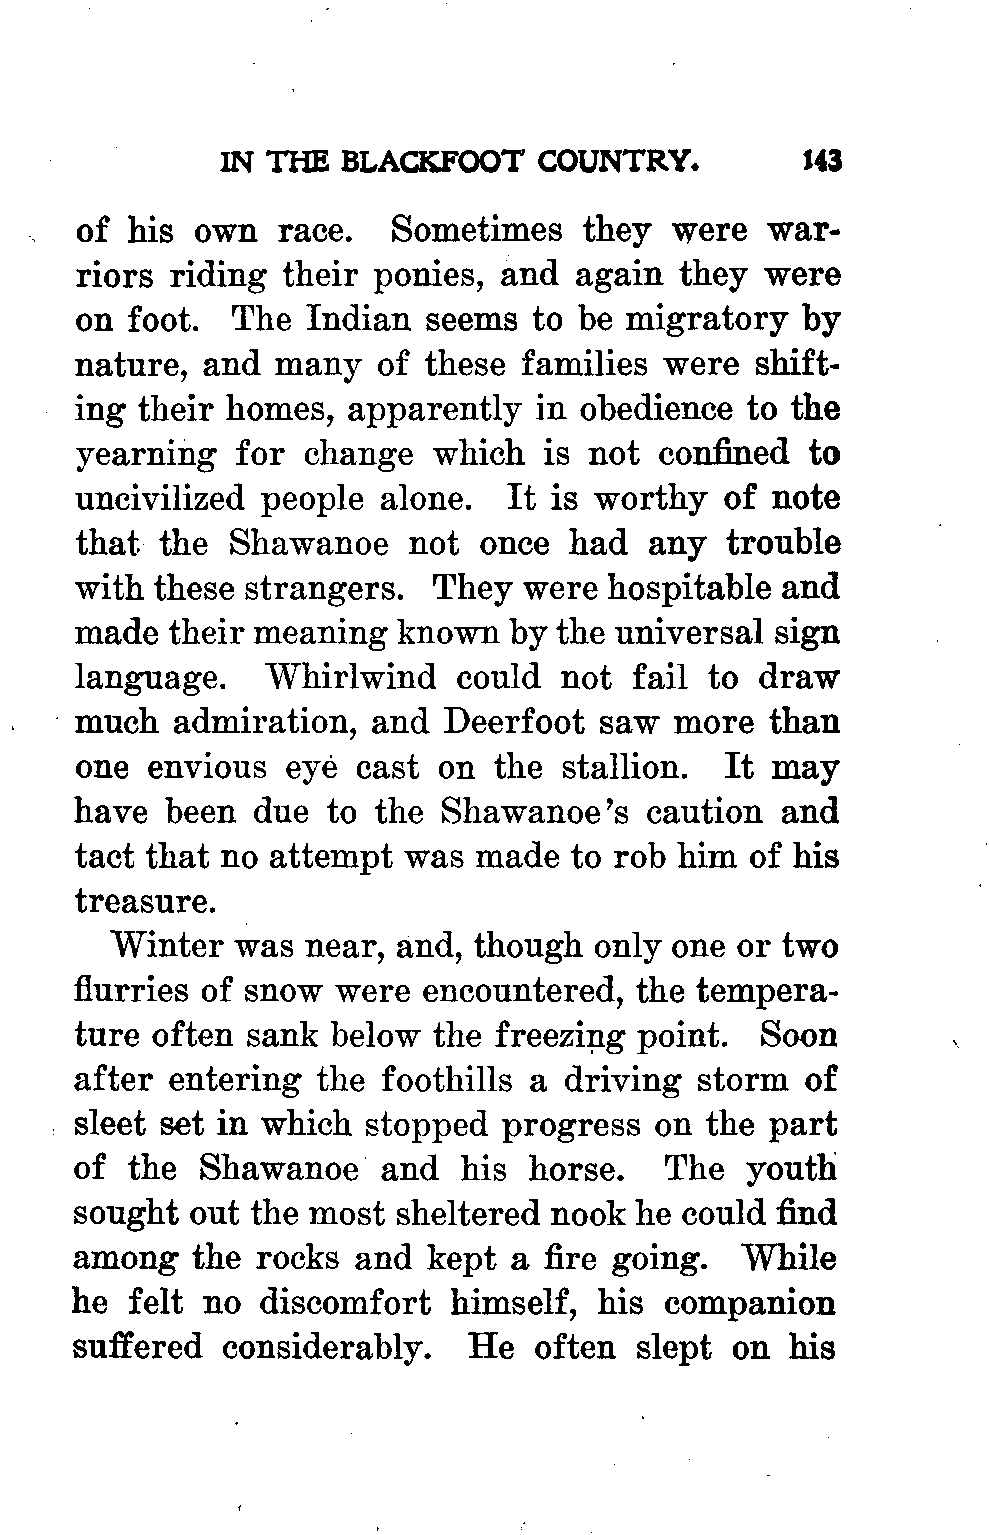 IN THE BLACKFOOT COUNTRY. 143
of his own race. Sometimes they were war-
riors riding their ponies, and again they were
on foot. The Indian seems to be migratory by
nature, and many of these families were shift-
ing their homes, apparently in obedience to the
yearning for change which is not confined to
uncivilized people alone. It is worthy of note
that the Shawanoe not once had any trouble
with these strangers. They were hospitable and
made their meaning known by the universal sign
language. Whirlwind could not fail to draw
much admiration, and Deerfoot saw more than
one envious eye cast on the stallion. It may
have been due to the Shawanoe's caution and
tact that no attempt was made to rob him of his
treasure.
Winter was near, and, though only one or two
flurries of snow were encountered, the tempera-
ture often sank below the freezing point. Soon
after entering the foothills a driving storm of
sleet set in which stopped progress on the part
of the Shawanoe and his horse. The youth
sought out the most sheltered nook he could find
among the rocks and kept a fire going. While
he felt no discomfort himself, his companion
suffered considerably. He often slept on his